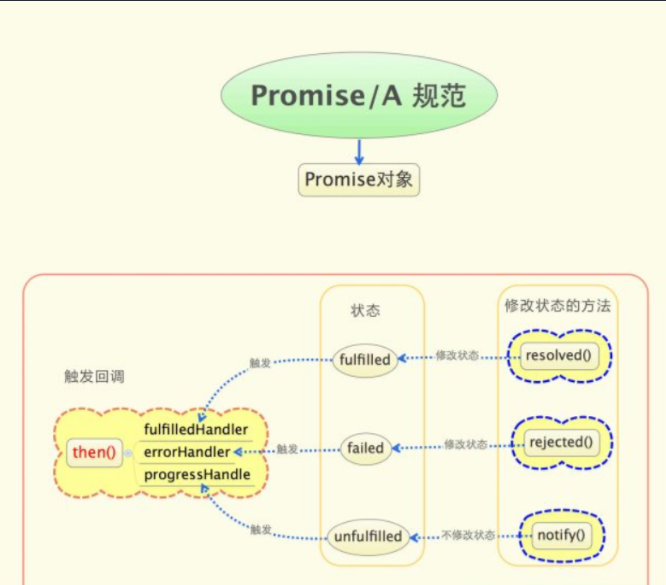 Promise/A 规范
Promise对象
状态
修改状态的方法
触发回调
fulfilled
修改状态
resolved()
触发
then()
fulfilledHandler
errorHandler
progressHandle
触发
failed
修改状态
rejected()
触发
unfulfilled
不修改状态
notify()